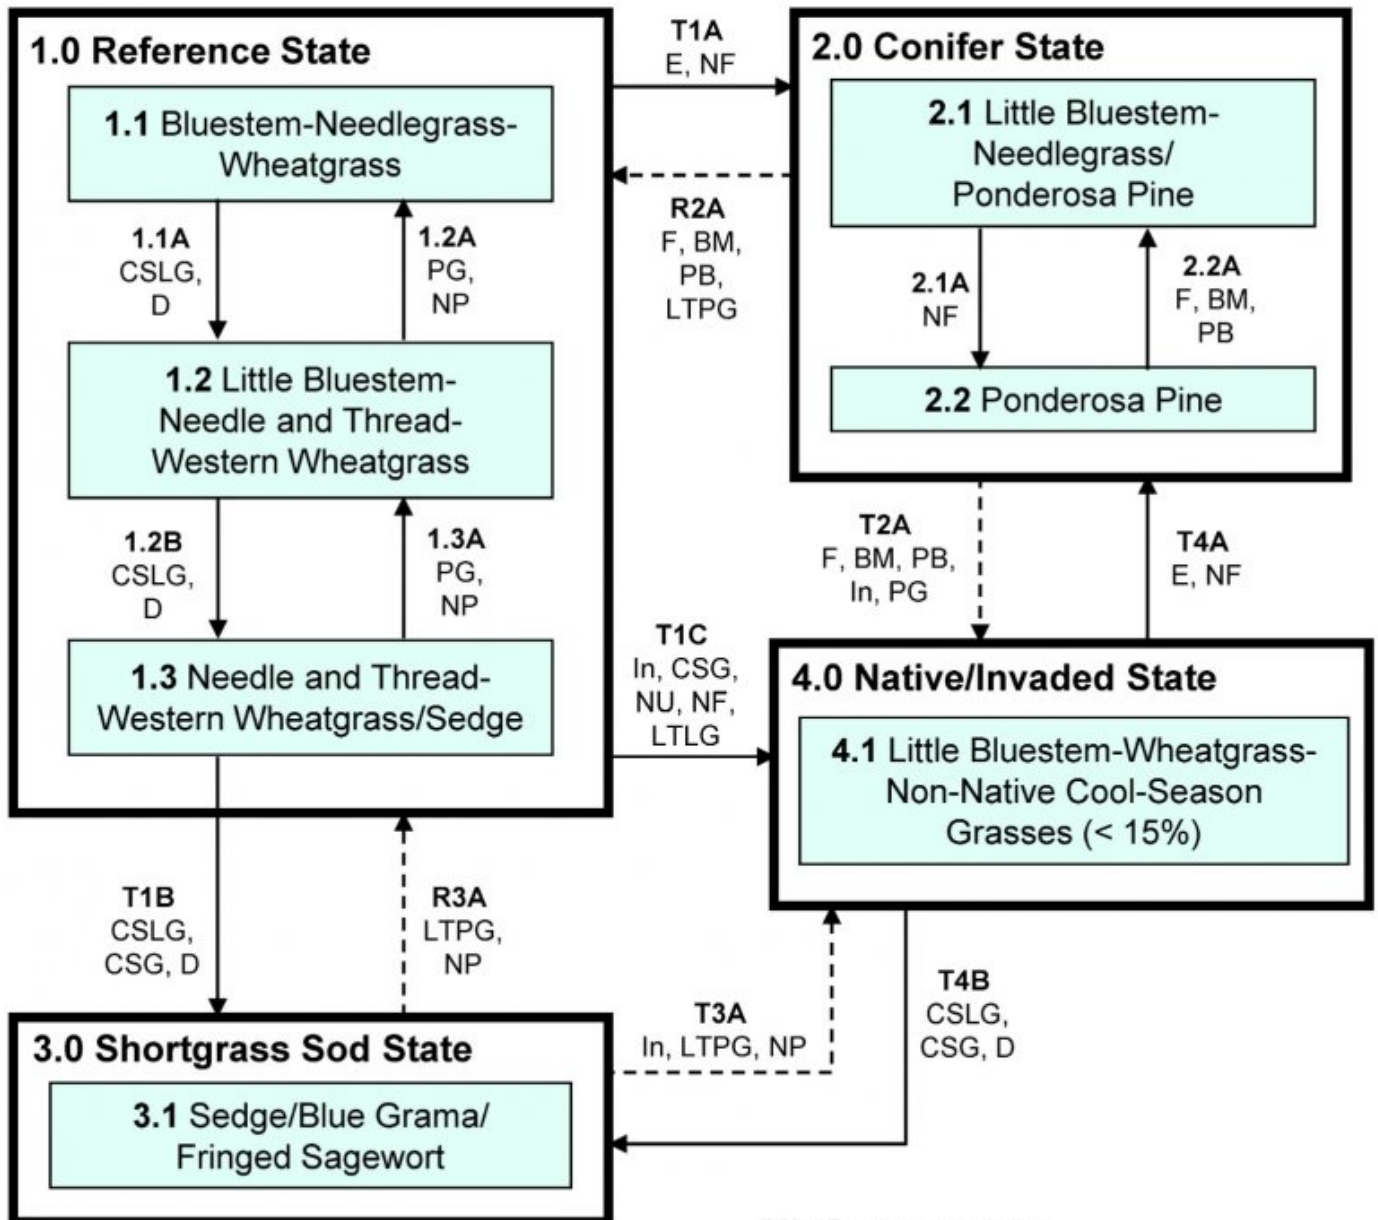 1.0 Reference State
1.1 Bluestem-Needlegrass-
Wheatgrass
1.1A
CSLG,
D
1.2A
PG,
NP
1.2 Little Bluestem-
Needle and Thread-
Western Wheatgrass
1.2B
CSLG,
D
1.3A
PG,
NP
1.3 Needle and Thread-
Western Wheatgrass/Sedge
T1A
E, NF
R2A
F, BM,
PB,
LTPG
2.0 Conifer State
2.1 Little Bluestem-
Needlegrass/
Ponderosa Pine
2.1A
NF
2.2A
F, BM,
PB
2.2 Ponderosa Pine
T2A
F, BM, PB,
In, PG
T4A
E, NF
T1C
In, CSG,
NU, NF,
LTLG
4.0 Native/Invaded State
4.1 Little Bluestem-Wheatgrass-
Non-Native Cool-Season
Grasses (< 15%)
T1B
CSLG,
CSG, D
R3A
LTPG,
NP
T3A
In, LTPG, NP
T4B
CSLG,
CSG, D
3.0 Shortgrass Sod State
3.1 Sedge/Blue Grama/
Fringed Sagewort